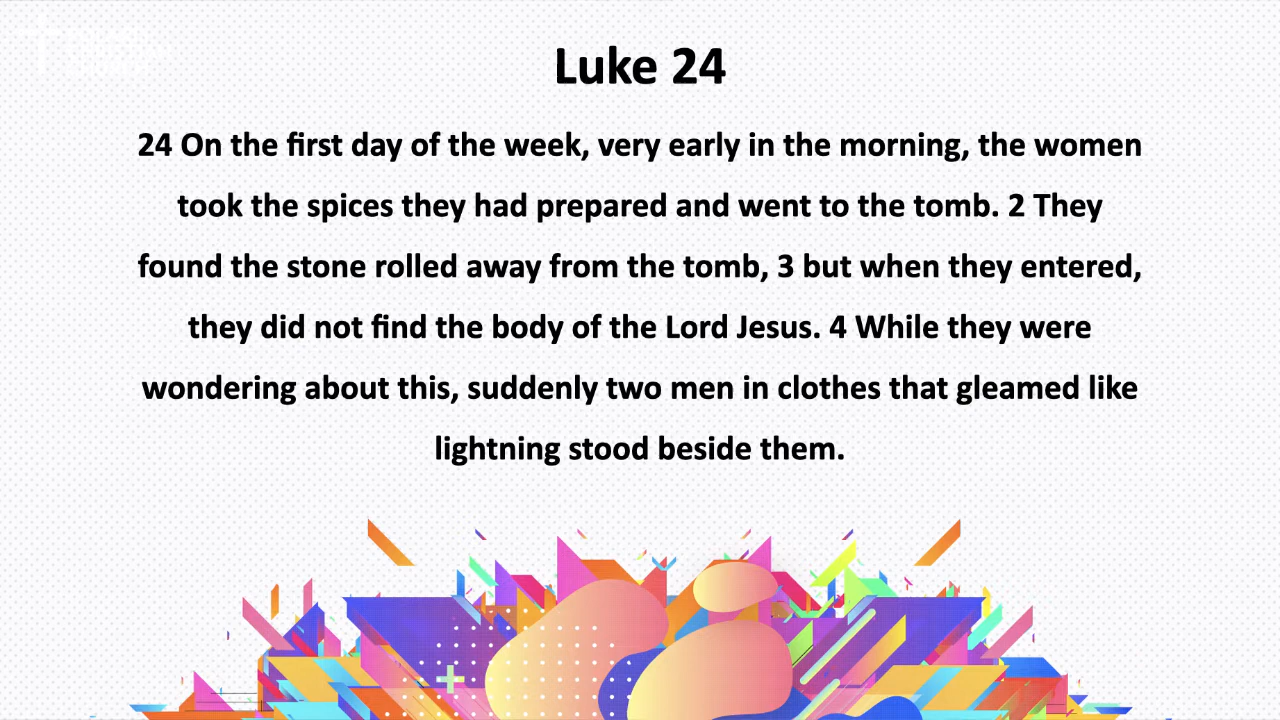 Luke 24
24 On the first day of the week, very early in the morning, the women
took the spices they had prepared and went to the tomb. 2 They
found the stone rolled away from the tomb, 3 but when they entered,
they did not find the body of the Lord Jesus. 4 While they were
wondering about this, suddenly two men in clothes that gleamed like
lightning stood beside them.